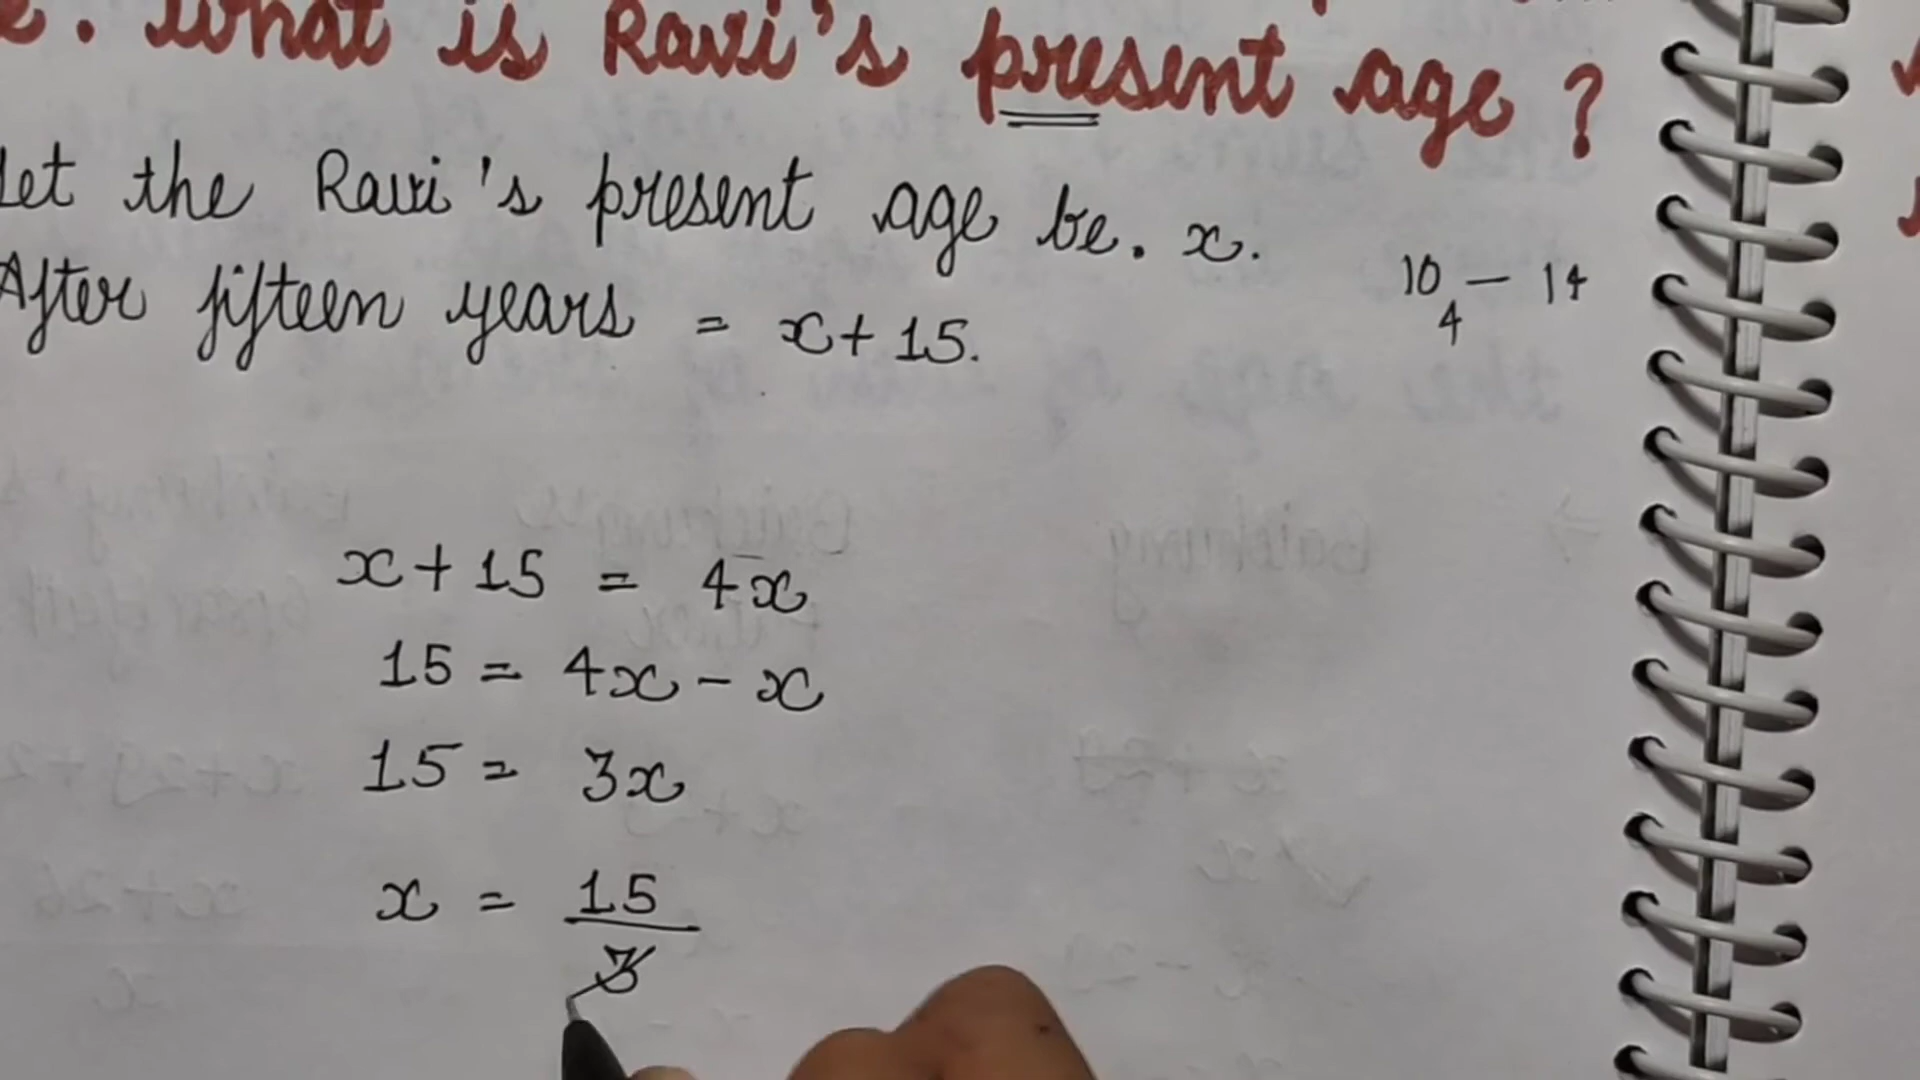 e. What is Ravi's present age ?
Let the Ravi's present age be. x.
10 - 14
4
After fifteen years = x + 15.
x + 15 = 4x
15 = 4x - x
15 = 3x
x = 15
3